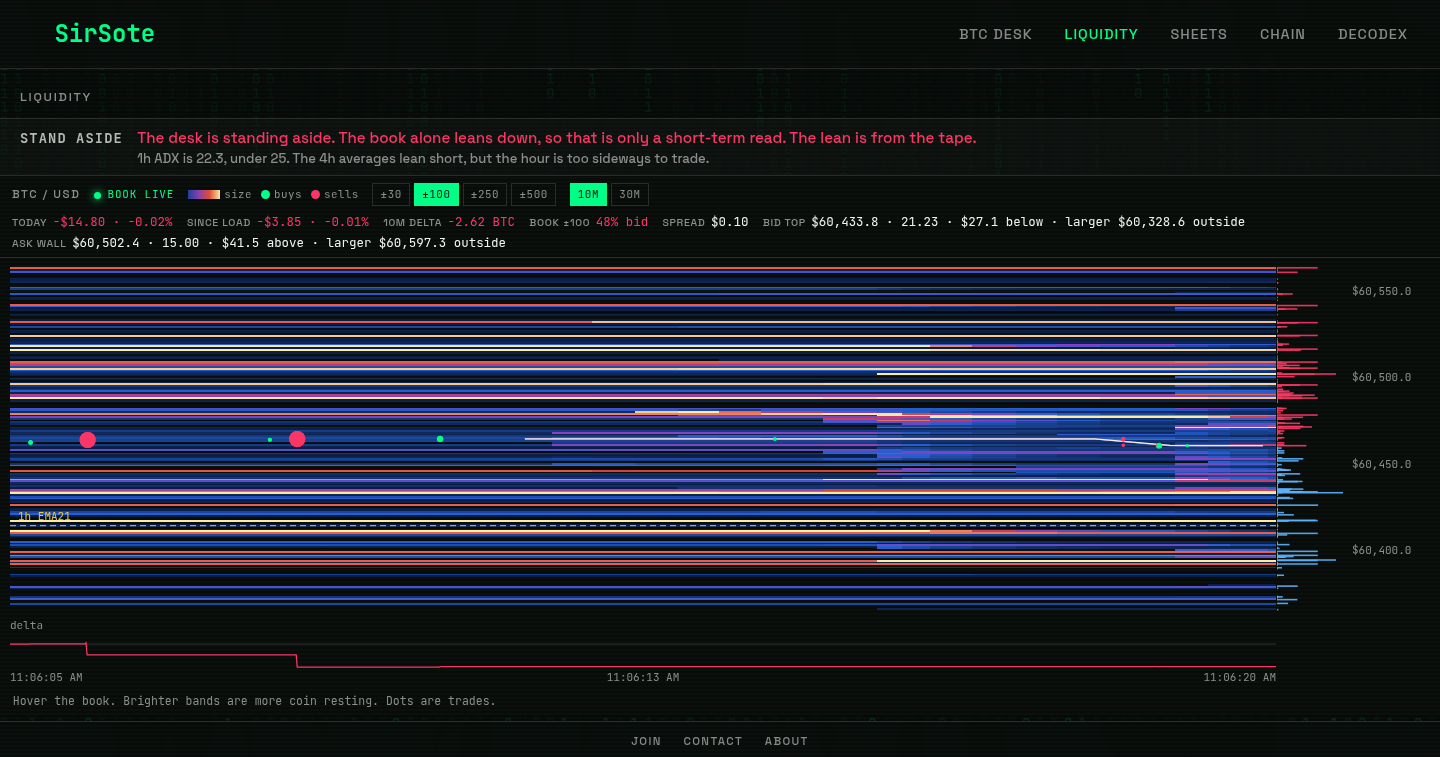 SirSote
BTC DESK LIQUIDITY SHEETS CHAIN DECODEX
LIQUIDITY
STAND ASIDE The desk is standing aside. The book alone leans down, so that is only a short-term read. The lean is from the tape.
1h ADX is 22.3, under 25. The 4h averages lean short, but the hour is too sideways to trade.
BTC / USD BOOK LIVE size buys sells ±30 ±100 ±250 ±500 10M 30M
TODAY -$14.80 · -0.02% SINCE LOAD -$3.85 · -0.01% 10M DELTA -2.62 BTC BOOK ±100 48% bid SPREAD $0.10 BID TOP $60,433.8 · 21.23 · $27.1 below · larger $60,328.6 outside
ASK WALL $60,502.4 · 15.00 · $41.5 above · larger $60,597.3 outside
$60,550.0
$60,500.0
$60,450.0
1h EMA21
$60,400.0
delta
11:06:05 AM 11:06:13 AM 11:06:20 AM
Hover the book. Brighter bands are more coin resting. Dots are trades.
JOIN CONTACT ABOUT